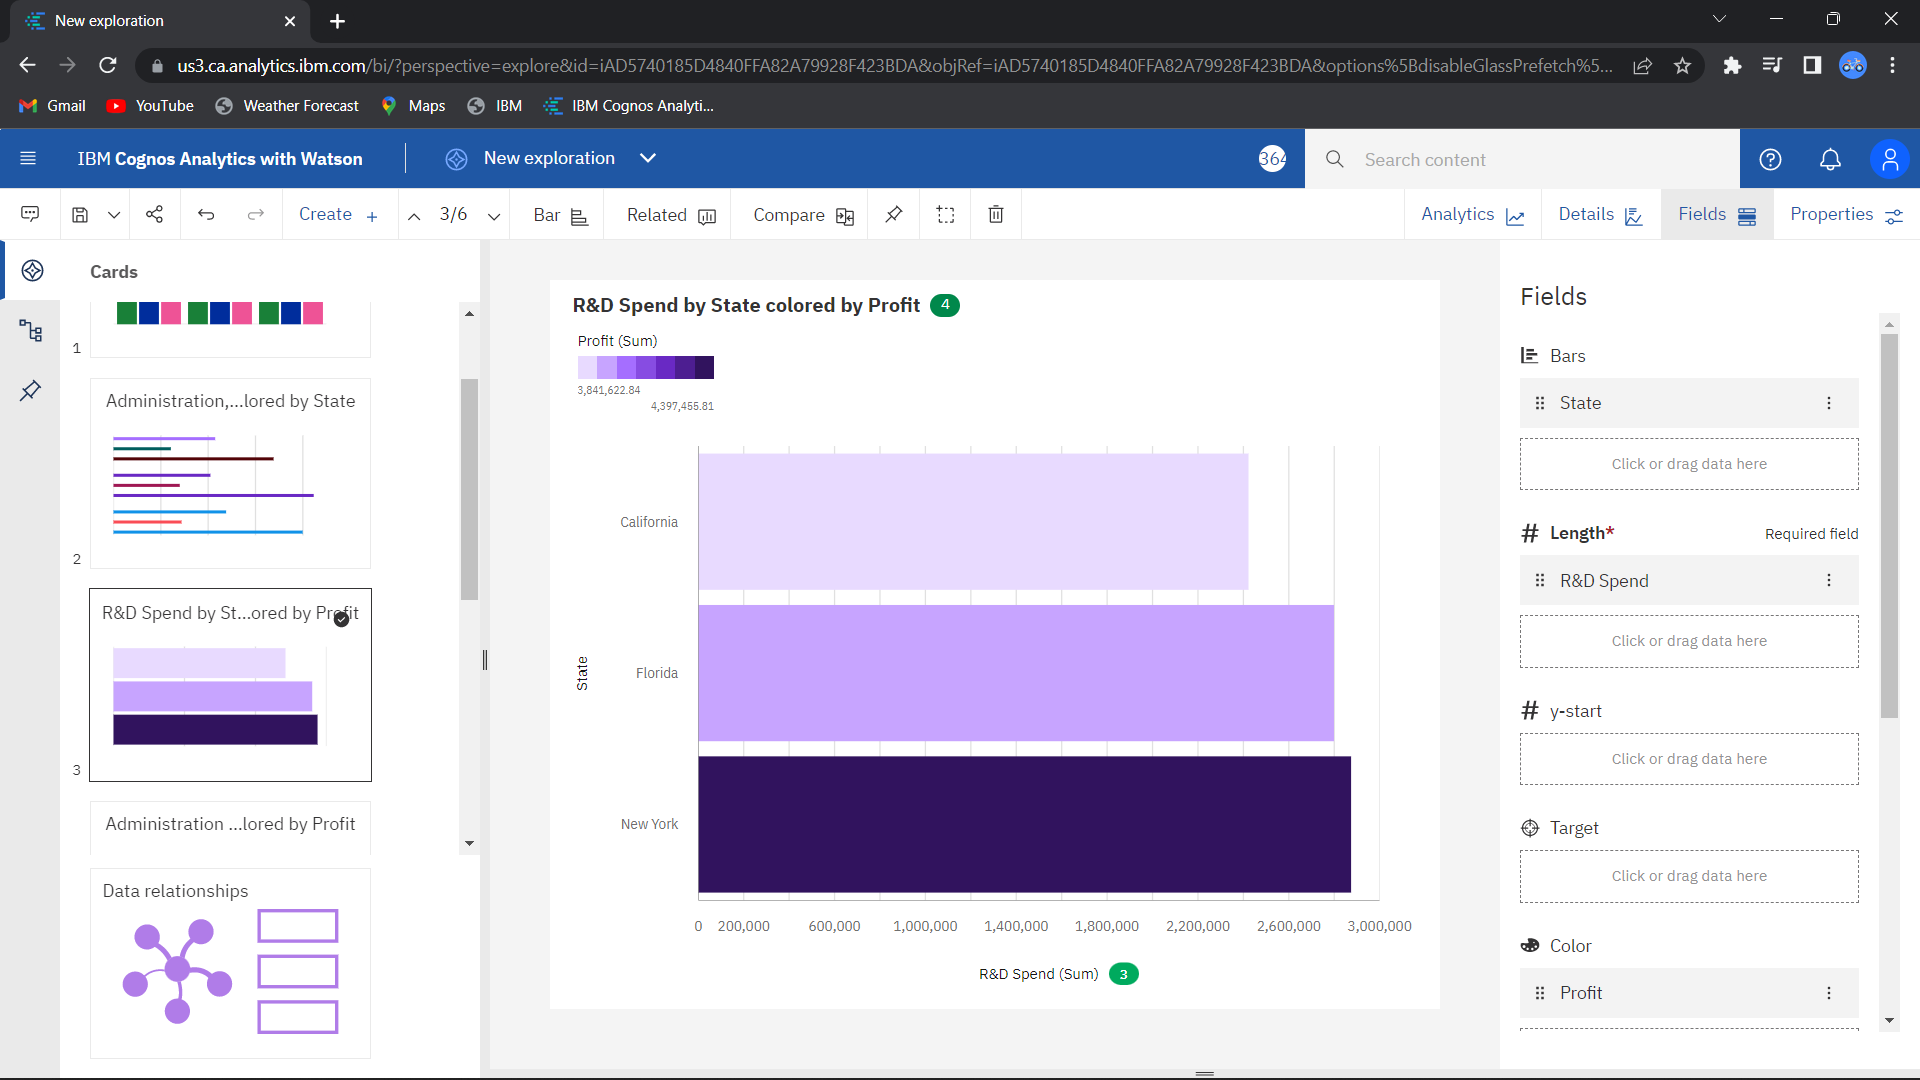 New exploration
us3.ca.analytics.ibm.com/bi/?perspective=explore&id=iAD5740185D4840FFA82A79928F423BDA&objRef=iAD5740185D4840FFA82A79928F423BDA&options%5BdisableGlassPrefetch%5...
Gmail
YouTube
Weather Forecast
Maps
IBM
IBM Cognos Analyti...
IBM Cognos Analytics with Watson
New exploration
364
Search content
Create
3/6
Bar
Related
Compare
Analytics
Details
Fields
Properties
Cards
1
Administration,...lored by State
2
R&D Spend by St...ored by Profit
3
Administration ...lored by Profit
Data relationships
R&D Spend by State colored by Profit 4
Profit (Sum)
3,841,622.84
4,397,455.81
State
California
Florida
New York
0 200,000 600,000 1,000,000 1,400,000 1,800,000 2,200,000 2,600,000 3,000,000
R&D Spend (Sum) 3
Fields
Bars
State
Click or drag data here
Length* Required field
R&D Spend
Click or drag data here
y-start
Click or drag data here
Target
Click or drag data here
Color
Profit